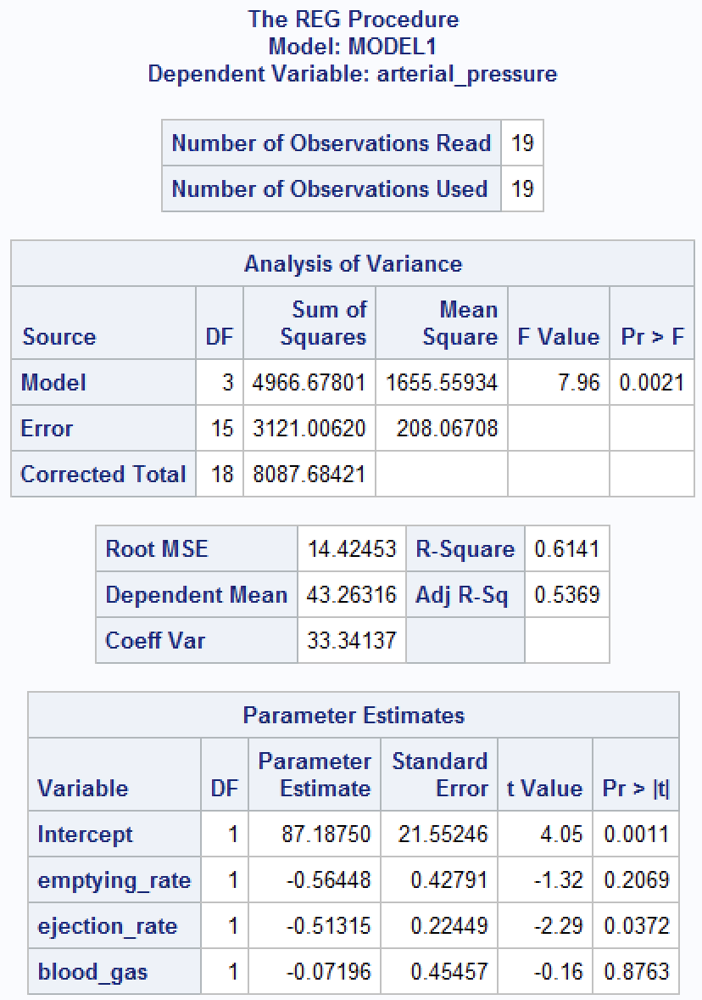 The REG Procedure
Model: MODEL1
Dependent Variable: arterial_pressure
Number of Observations Read 19
Number of Observations Used 19
Analysis of Variance
Source DF Sum of Squares Mean Square F Value Pr > F
Model 3 4966.67801 1655.55934 7.96 0.0021
Error 15 3121.00620 208.06708
Corrected Total 18 8087.68421
Root MSE 14.42453 R-Square 0.6141
Dependent Mean 43.26316 Adj R-Sq 0.5369
Coeff Var 33.34137
Parameter Estimates
Variable DF Parameter Estimate Standard Error t Value Pr > |t|
Intercept 1 87.18750 21.55246 4.05 0.0011
emptying_rate 1 -0.56448 0.42791 -1.32 0.2069
ejection_rate 1 -0.51315 0.22449 -2.29 0.0372
blood_gas 1 -0.07196 0.45457 -0.16 0.8763